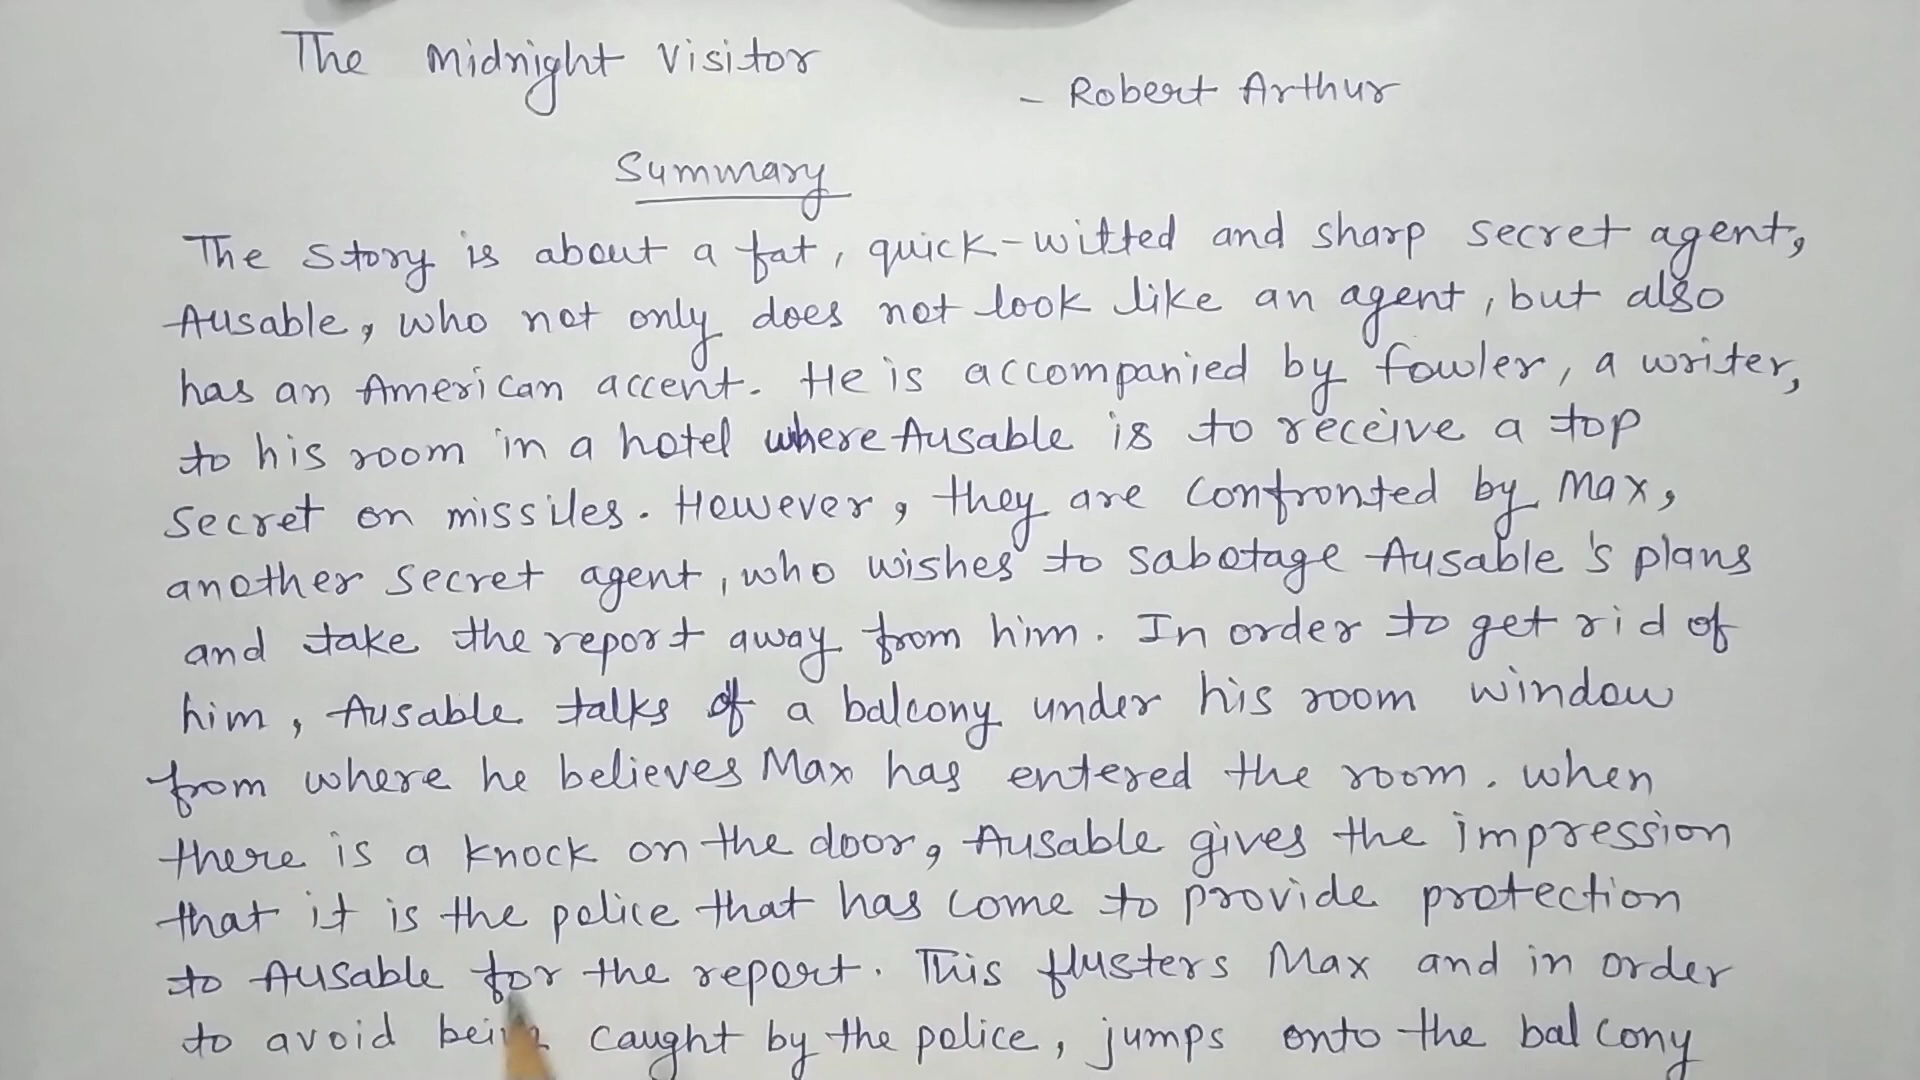 The Midnight Visitor
- Robert Arthur
Summary
The Story is about a fat, quick-witted and sharp secret agent,
Ausable, who not only does not look like an agent, but also
has an American accent. He is accompanied by fowler, a writer,
to his room in a hotel where Ausable is to receive a top
secret on missiles. However, they are confronted by Max,
another secret agent, who wishes to sabotage Ausable's plans
and take the report away from him. In order to get rid of
him, Ausable talks of a balcony under his room window
from where he believes Max has entered the room. when
there is a knock on the door, Ausable gives the impression
that it is the police that has come to provide protection
to Ausable for the report. This flusters Max and in order
to avoid being caught by the police, jumps onto the balcony